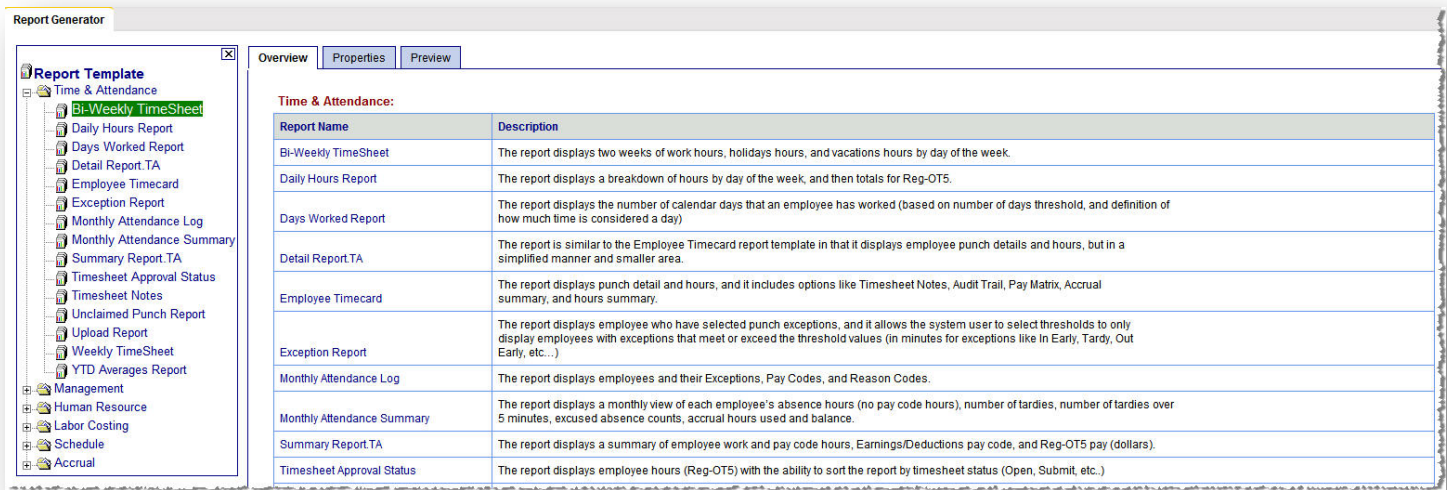 Report Generator
Report Template
Time & Attendance
Bi-Weekly TimeSheet
Daily Hours Report
Days Worked Report
Detail Report.TA
Employee Timecard
Exception Report
Monthly Attendance Log
Monthly Attendance Summary
Summary Report.TA
Timesheet Approval Status
Timesheet Notes
Unclaimed Punch Report
Upload Report
Weekly TimeSheet
YTD Averages Report
Management
Human Resource
Labor Costing
Schedule
Accrual
Overview Properties Preview
Time & Attendance:
Report Name Description
Bi-Weekly TimeSheet The report displays two weeks of work hours, holidays hours, and vacations hours by day of the week.
Daily Hours Report The report displays a breakdown of hours by day of the week, and then totals for Reg-OT5.
Days Worked Report The report displays the number of calendar days that an employee has worked (based on number of days threshold, and definition of
how much time is considered a day)
Detail Report.TA The report is similar to the Employee Timecard report template in that it displays employee punch details and hours, but in a
simplified manner and smaller area.
Employee Timecard The report displays punch detail and hours, and it includes options like Timesheet Notes, Audit Trail, Pay Matrix, Accrual
summary, and hours summary.
Exception Report The report displays employee who have selected punch exceptions, and it allows the system user to select thresholds to only
display employees with exceptions that meet or exceed the threshold values (in minutes for exceptions like In Early, Tardy, Out
Early, etc...)
Monthly Attendance Log The report displays employees and their Exceptions, Pay Codes, and Reason Codes.
Monthly Attendance Summary The report displays a monthly view of each employee's absence hours (no pay code hours), number of tardies, number of tardies over
5 minutes, excused absence counts, accrual hours used and balance.
Summary Report.TA The report displays a summary of employee work and pay code hours, Earnings/Deductions pay code, and Reg-OT5 pay (dollars).
Timesheet Approval Status The report displays employee hours (Reg-OT5) with the ability to sort the report by timesheet status (Open, Submit, etc..)